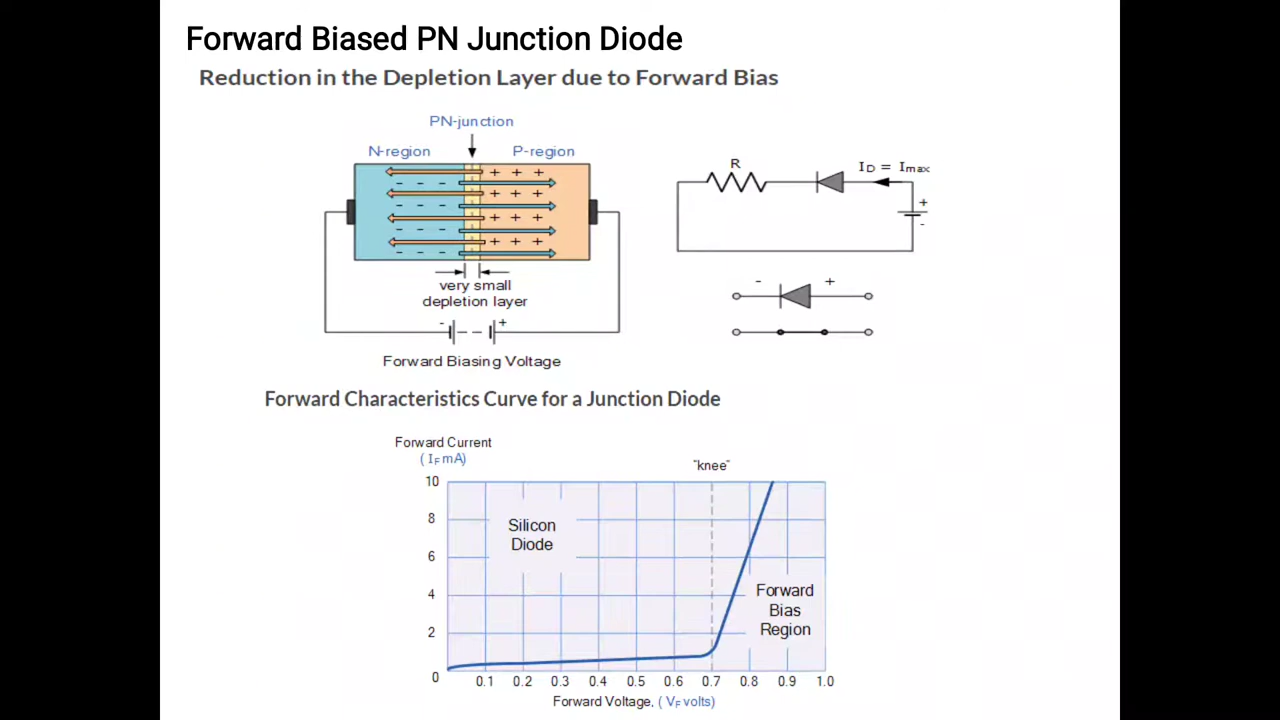 Forward Biased PN Junction Diode
Reduction in the Depletion Layer due to Forward Bias
PN-junction
N-region P-region
+ + +
- - -
+ + +
- - -
+ + +
- - -
+ + +
- - -
very small
depletion layer
- +
Forward Biasing Voltage
R
ID = Imax
+
-
- +
Forward Characteristics Curve for a Junction Diode
Forward Current
( IF mA)
"knee"
10
8
6
4
2
0
Silicon
Diode
Forward
Bias
Region
0.1 0.2 0.3 0.4 0.5 0.6 0.7 0.8 0.9 1.0
Forward Voltage, ( VF volts)